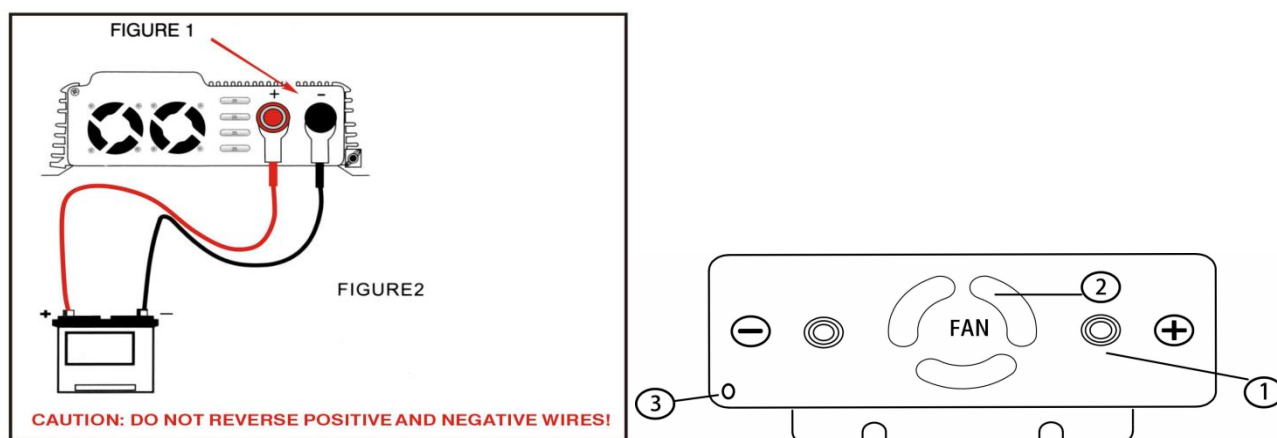 FIGURE 1
+ -
FIGURE2
+ -
CAUTION: DO NOT REVERSE POSITIVE AND NEGATIVE WIRES!
2
- FAN +
3
1